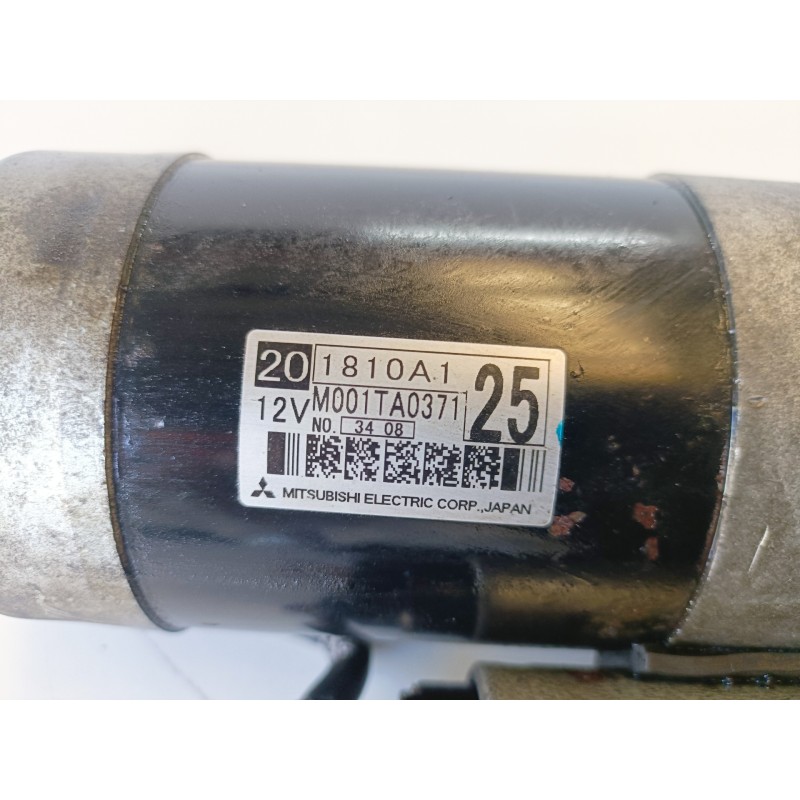 20 1810A1 25
12V M001TA0371
NO. 34 08
MITSUBISHI ELECTRIC CORP.,JAPAN